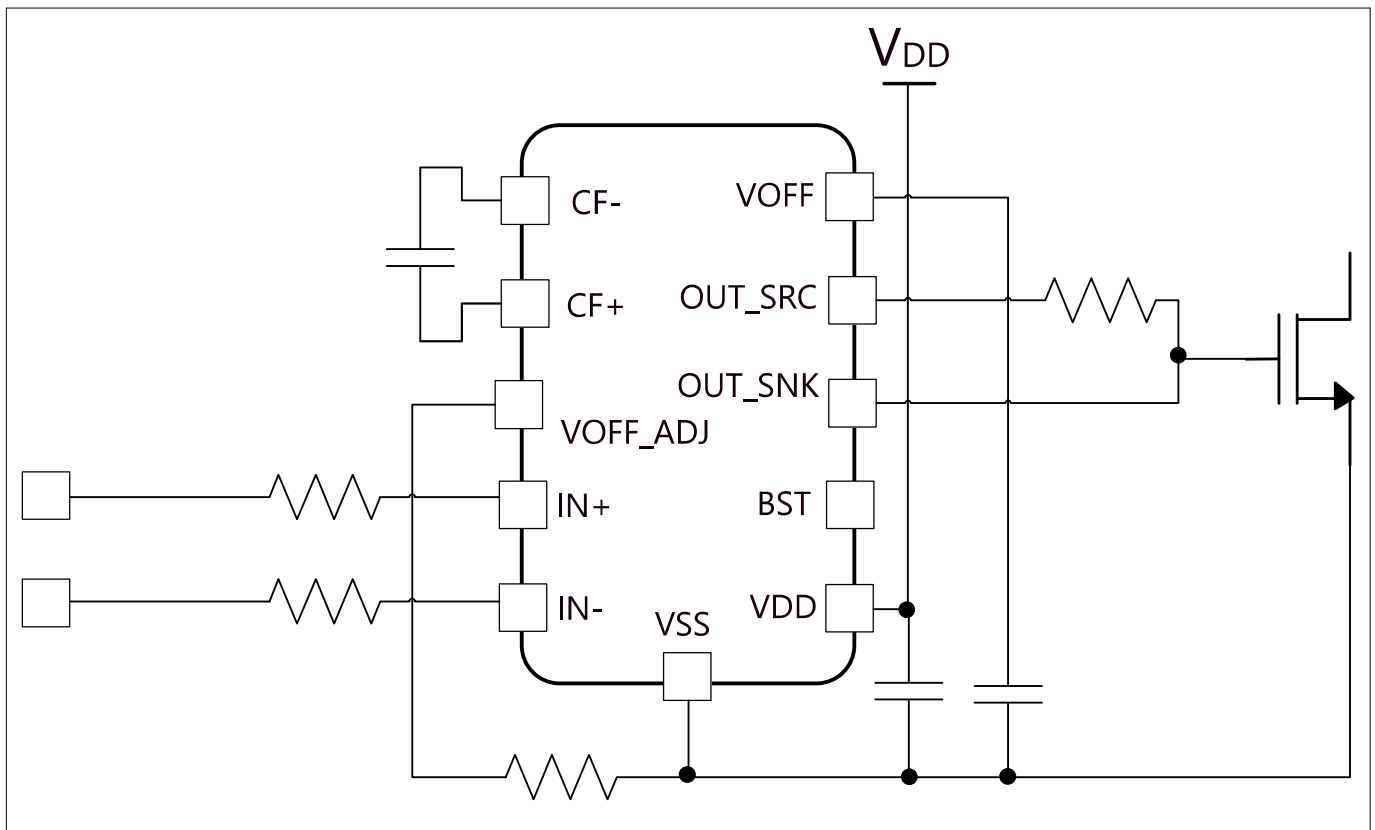 VDD
CF-
VOFF
CF+
OUT_SRC
OUT_SNK
VOFF_ADJ
IN+
BST
IN-
VDD
VSS